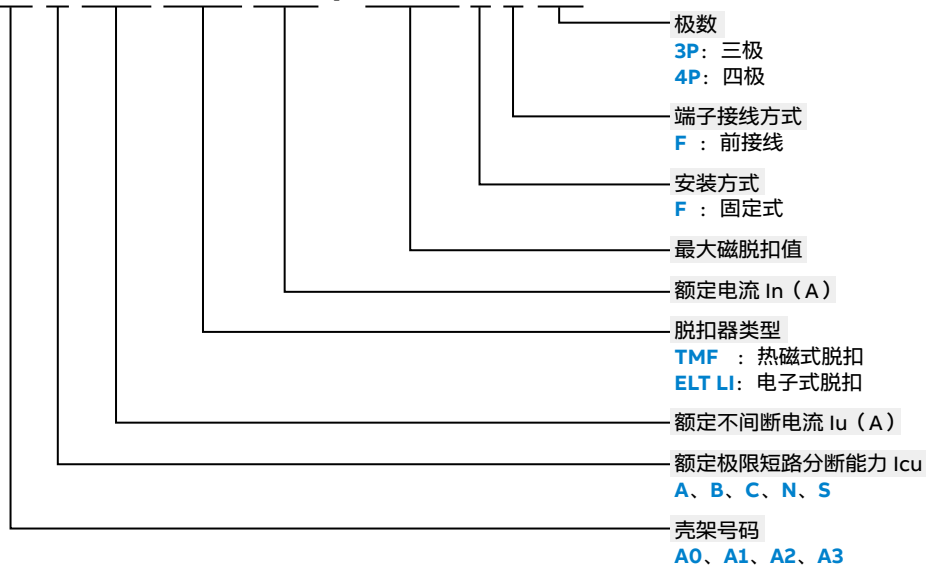 极数
3P：三极
4P：四极
端子接线方式
F ：前接线
安装方式
F ：固定式
最大磁脱扣值
额定电流 In（A）
脱扣器类型
TMF ：热磁式脱扣
ELT LI：电子式脱扣
额定不间断电流 Iu（A）
额定极限短路分断能力 Icu
A、B、C、N、S
壳架号码
A0、A1、A2、A3